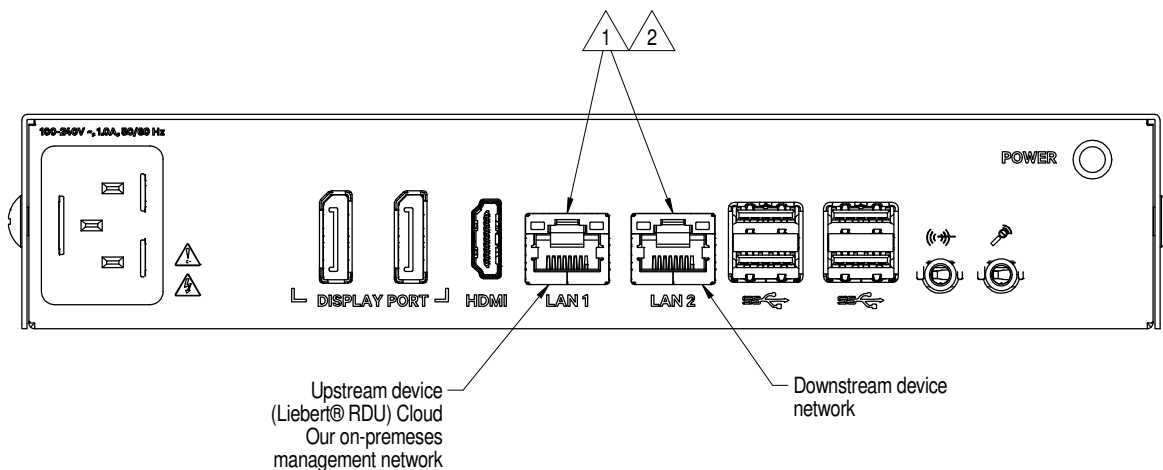 1 2
100-240V ~, 1.0A, 50/60 Hz
POWER
DISPLAY PORT
HDMI
LAN 1
LAN 2
Upstream device
(Liebert® RDU) Cloud
Our on-premeses
management network
Downstream device
network